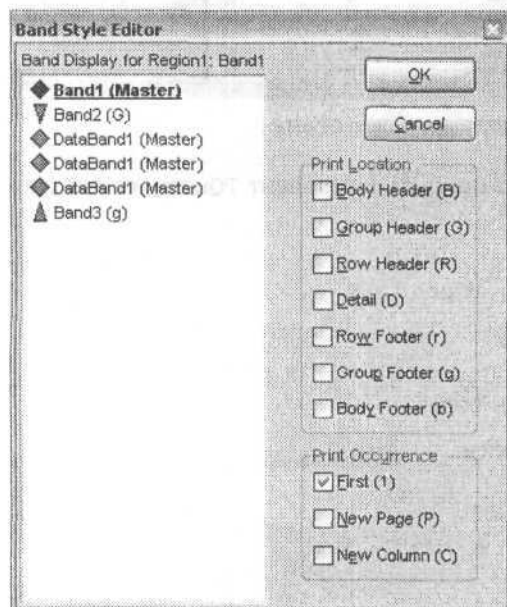 Band Style Editor
Band Display for Region1: Band1
Band1 (Master)
Band2 (G)
DataBand1 (Master)
DataBand1 (Master)
DataBand1 (Master)
Band3 (g)
OK
Cancel
Print Location
Body Header (B)
Group Header (G)
Row Header (R)
Detail (D)
Row Footer (r)
Group Footer (g)
Body Footer (b)
Print Occurrence
First (1)
New Page (P)
New Column (C)